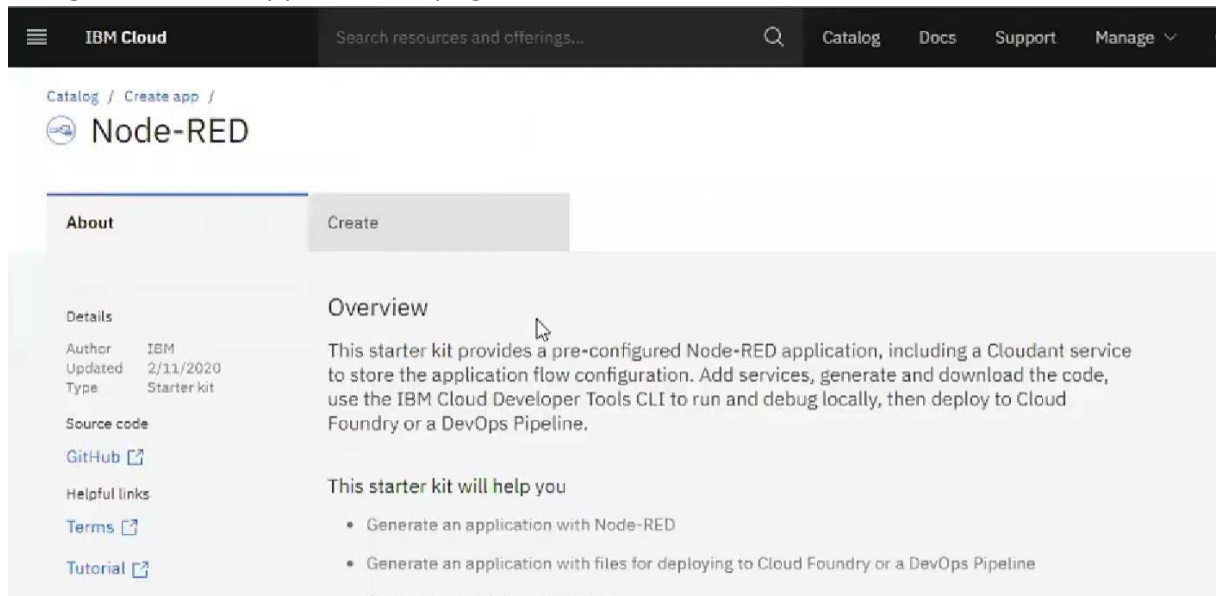 IBM Cloud
Search resources and offerings...
Catalog
Docs
Support
Manage
Catalog / Create app /
Node-RED
About
Create
Details
Author IBM
Updated 2/11/2020
Type Starter kit
Source code
GitHub
Helpful links
Terms
Tutorial
Overview
This starter kit provides a pre-configured Node-RED application, including a Cloudant service
to store the application flow configuration. Add services, generate and download the code,
use the IBM Cloud Developer Tools CLI to run and debug locally, then deploy to Cloud
Foundry or a DevOps Pipeline.
This starter kit will help you
• Generate an application with Node-RED
• Generate an application with files for deploying to Cloud Foundry or a DevOps Pipeline